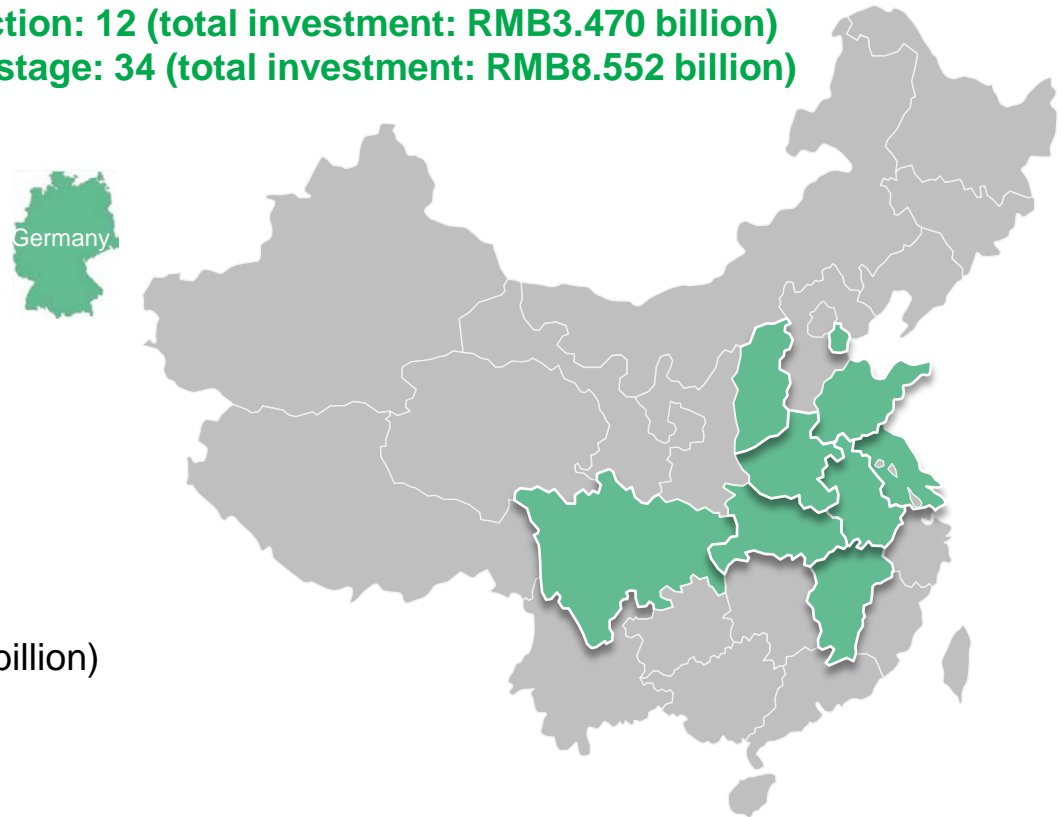 ction: 12 (total investment: RMB3.470 billion)
stage: 34 (total investment: RMB8.552 billion)
Germany
billion)